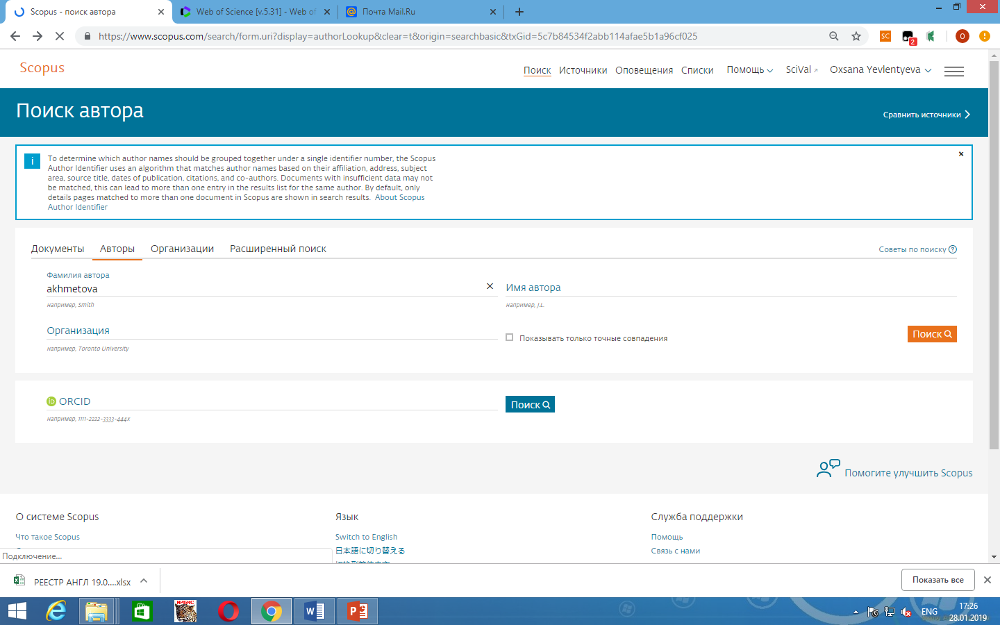 Scopus - поиск автора
Web of Science [v.5.31] - Web of
Почта Mail.Ru
https://www.scopus.com/search/form.uri?display=authorLookup&clear=t&origin=searchbasic&txGid=5c7b84534f2abb114afae5b1a96cf025
SC
2
O
Scopus
Поиск Источники Оповещения Списки Помощь SciVal Oxsana Yevlentyeva
Поиск автора
Сравнить источники
i
To determine which author names should be grouped together under a single identifier number, the Scopus
Author Identifier uses an algorithm that matches author names based on their affiliation, address, subject
area, source title, dates of publication, citations, and co-authors. Documents with insufficient data may not
be matched, this can lead to more than one entry in the results list for the same author. By default, only
details pages matched to more than one document in Scopus are shown in search results. About Scopus
Author Identifier
Документы Авторы Организации Расширенный поиск
Советы по поиску
Фамилия автора
akhmetova
например, Smith
Имя автора
например, J.L.
Организация
например, Toronto University
Показывать только точные совпадения
Поиск
iD ORCID
например, 1111-2222-3333-444x
Поиск
Помогите улучшить Scopus
О системе Scopus
Что такое Scopus
Язык
Switch to English
日本語に切り替える
Служба поддержки
Помощь
Связь с нами
Подключение...
РЕЕСТР АНГЛ 19.0....xlsx
Показать все
ИРБИС
ENG
17:26
28.01.2019